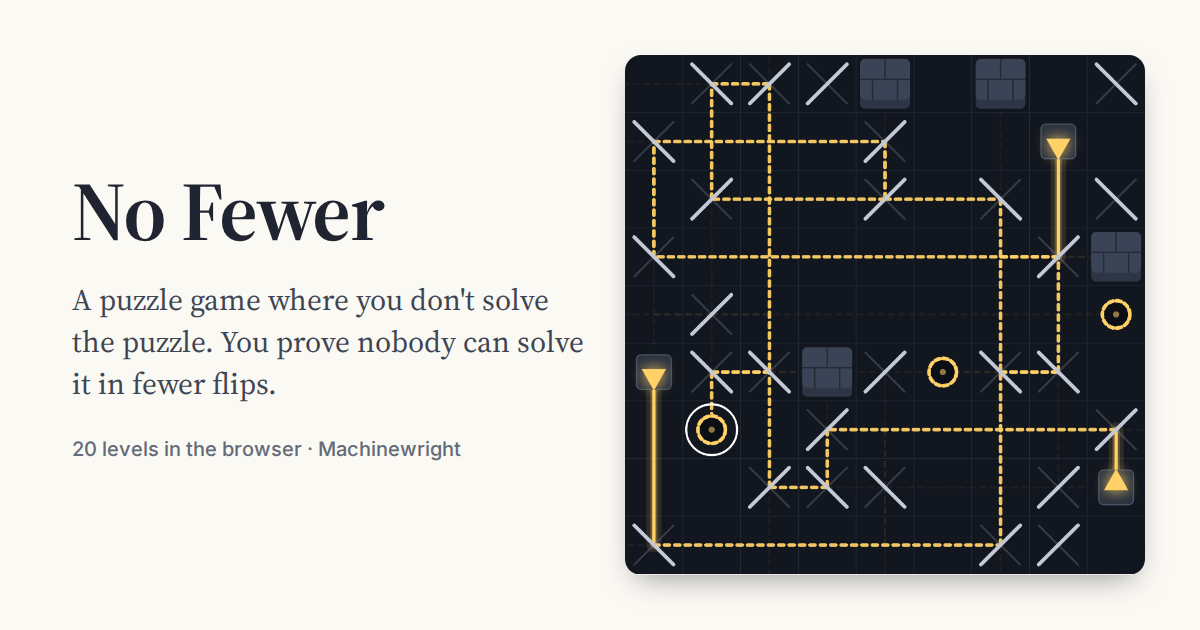 No Fewer
A puzzle game where you don't solve
the puzzle. You prove nobody can solve
it in fewer flips.
20 levels in the browser · Machinewright